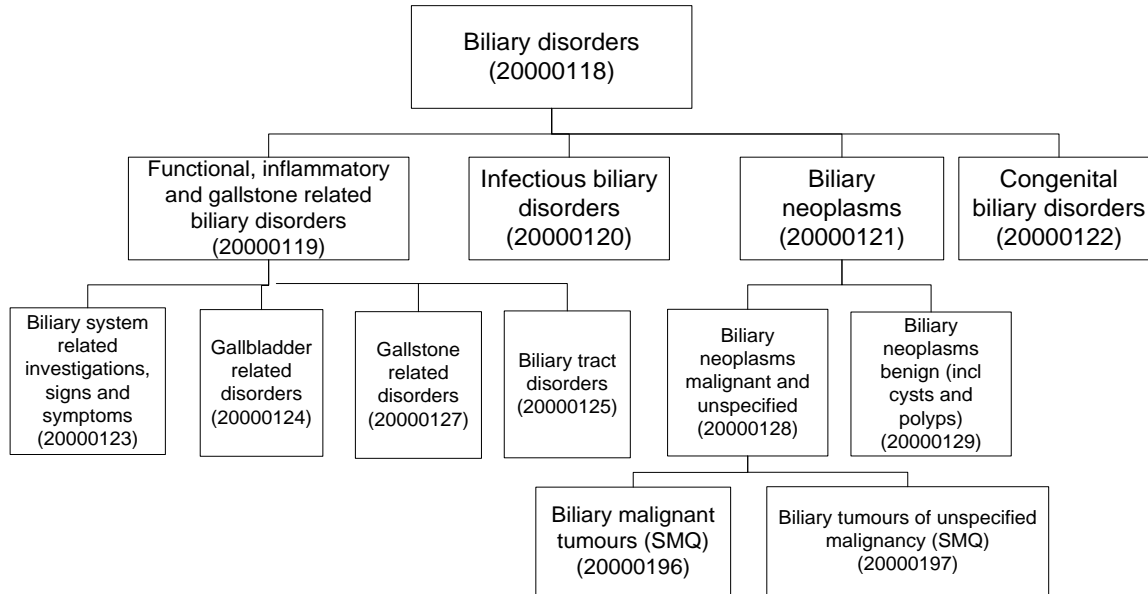 Biliary disorders
(20000118)
Functional, inflammatory
and gallstone related
biliary disorders
(20000119)
Infectious biliary
disorders
(20000120)
Biliary
neoplasms
(20000121)
Congenital
biliary disorders
(20000122)
Biliary system
related
investigations,
signs and
symptoms
(20000123)
Gallbladder
related
disorders
(20000124)
Gallstone
related
disorders
(20000127)
Biliary tract
disorders
(20000125)
Biliary
neoplasms
malignant and
unspecified
(20000128)
Biliary
neoplasms
benign (incl
cysts and
polyps)
(20000129)
Biliary malignant
tumours (SMQ)
(20000196)
Biliary tumours of unspecified
malignancy (SMQ)
(20000197)